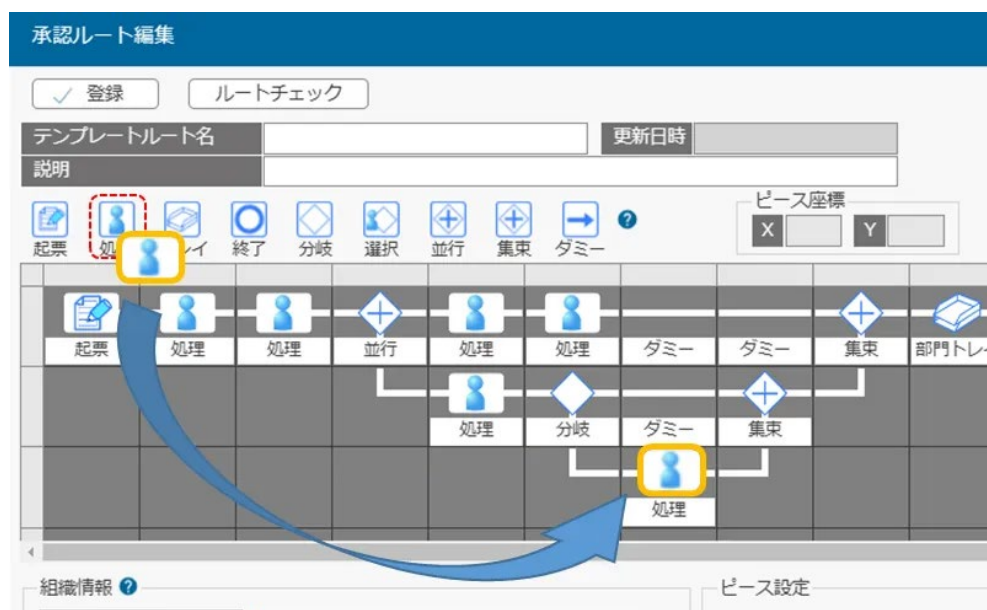 承認ルート編集
登録 ルートチェック
テンプレートルート名 更新日時
説明
ピース座標
X Y
起票 処 レイ 終了 分岐 選択 並行 集束 ダミー ?
起票 処理 処理 並行 処理 処理 ダミー ダミー 集束 部門トレイ
処理 分岐 ダミー 集束
処理
組織情報 ? ピース設定